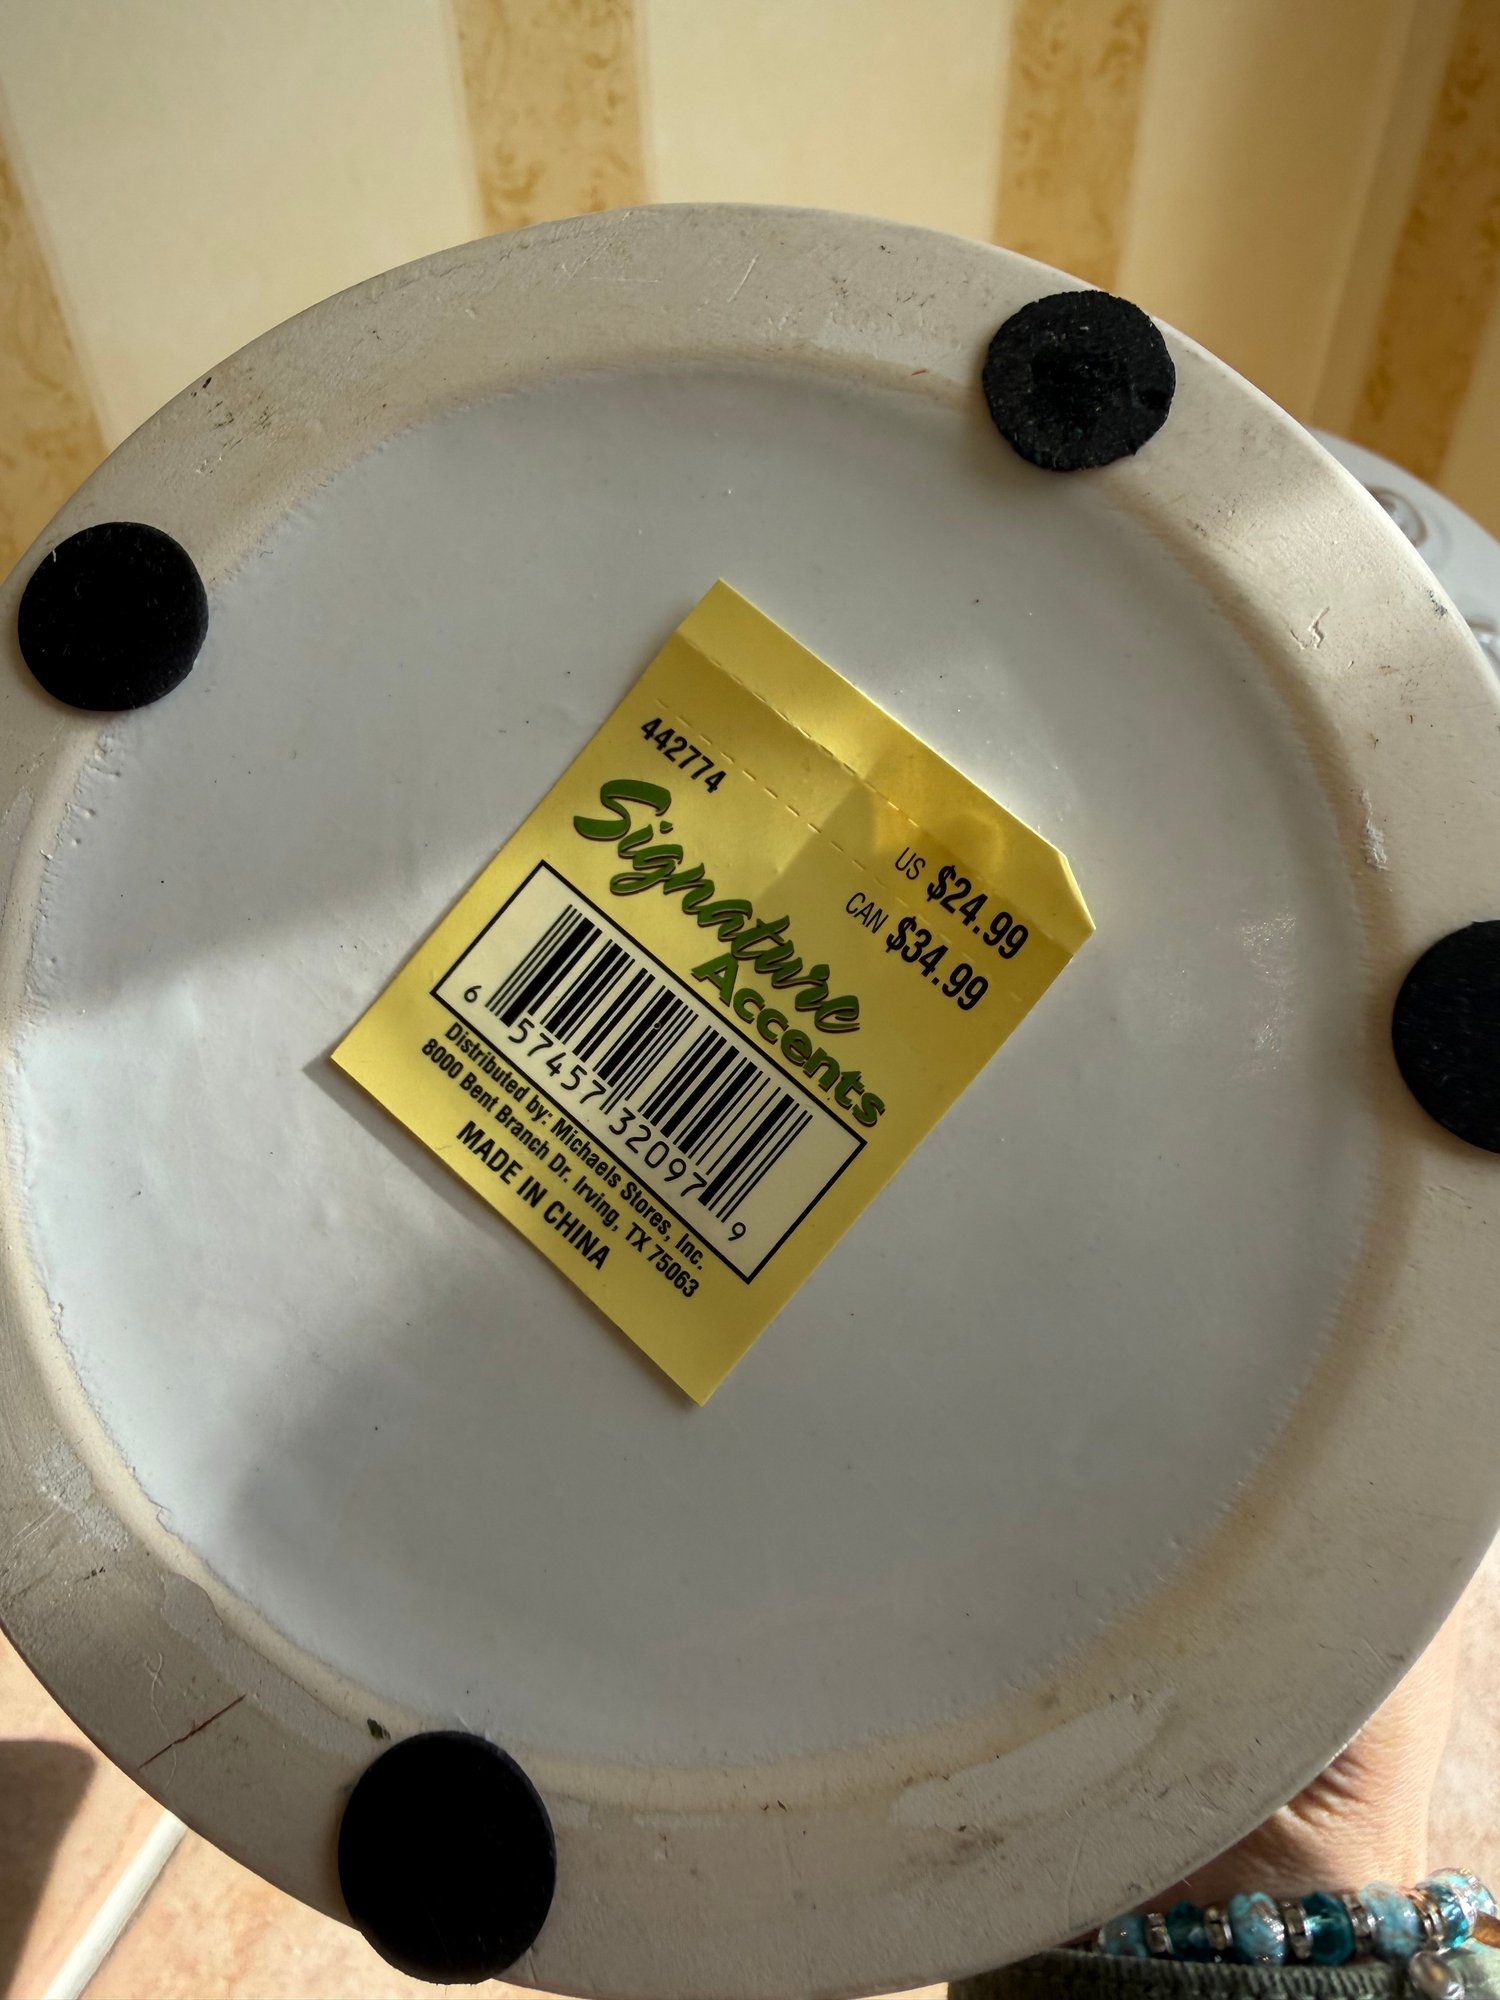 442774
US $24.99
CAN $34.99
Signature
Accents
6 57457 32097 9
Distributed by: Michaels Stores, Inc.
8000 Bent Branch Dr. Irving, TX 75063
MADE IN CHINA